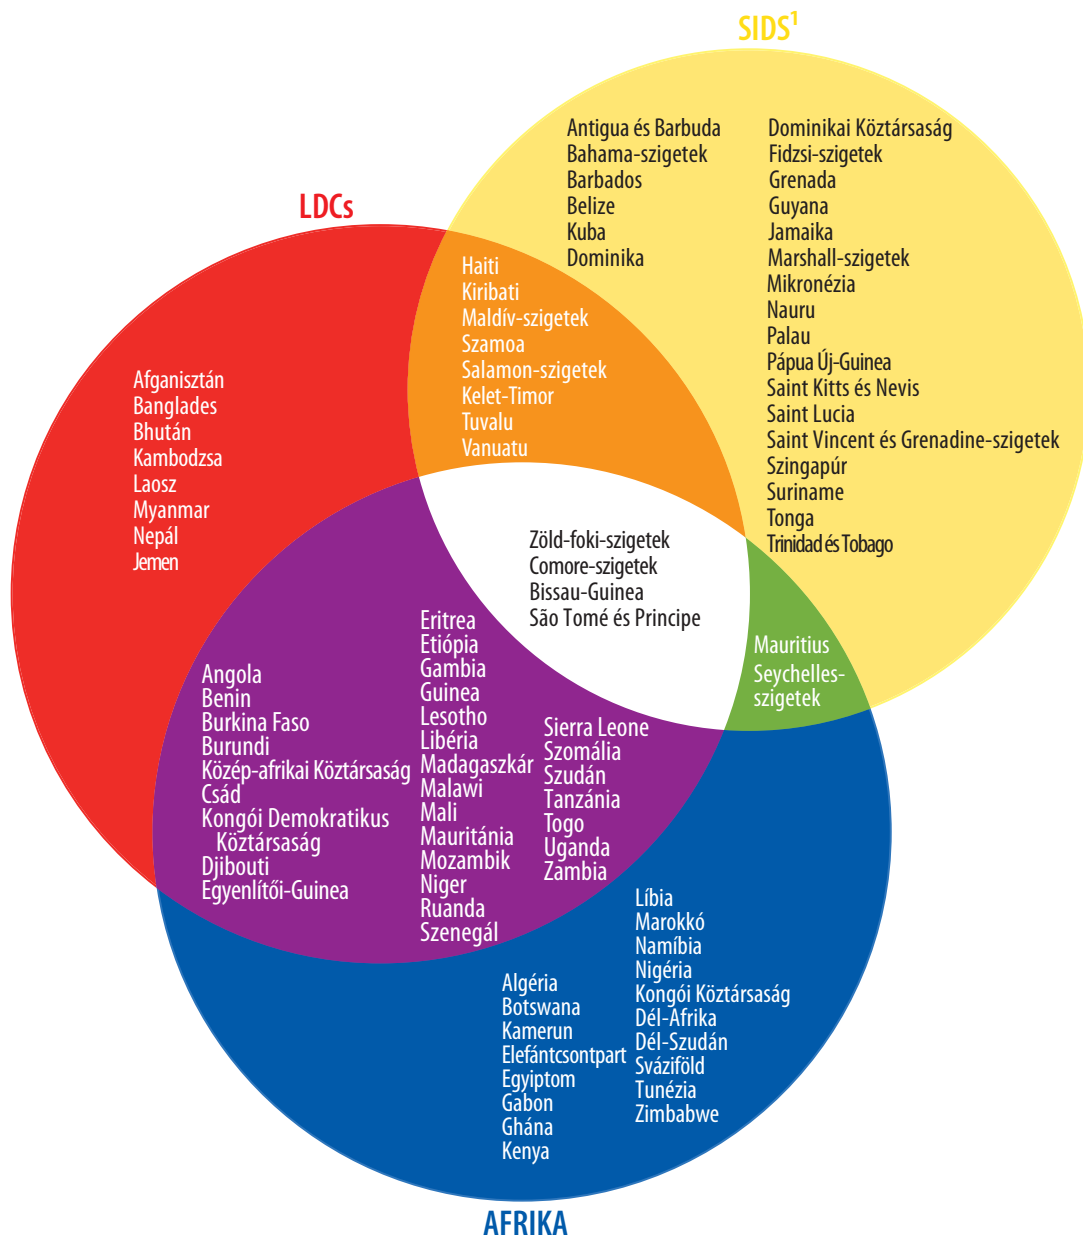 SIDS¹
Antigua és Barbuda
Bahama-szigetek
Barbados
Belize
Kuba
Dominika
Dominikai Köztársaság
Fidzsi-szigetek
Grenada
Guyana
Jamaika
Marshall-szigetek
Mikronézia
Nauru
Palau
Pápua Új-Guinea
Saint Kitts és Nevis
Saint Lucia
Saint Vincent és Grenadine-szigetek
Szingapúr
Suriname
Tonga
Trinidad és Tobago
LDCs
Haiti
Kiribati
Maldív-szigetek
Szamoa
Salamon-szigetek
Kelet-Timor
Tuvalu
Vanuatu
Afganisztán
Banglades
Bhután
Kambodzsa
Laosz
Myanmar
Nepál
Jemen
Zöld-foki-szigetek
Comore-szigetek
Bissau-Guinea
São Tomé és Principe
Mauritius
Seychelles-
szigetek
Angola
Benin
Burkina Faso
Burundi
Közép-afrikai Köztársaság
Csád
Kongói Demokratikus
Köztársaság
Djibouti
Egyenlítői-Guinea
Eritrea
Etiópia
Gambia
Guinea
Lesotho
Libéria
Madagaszkár
Malawi
Mali
Mauritánia
Mozambik
Niger
Ruanda
Szenegál
Sierra Leone
Szomália
Szudán
Tanzánia
Togo
Uganda
Zambia
Algéria
Botswana
Kamerun
Elefántcsontpart
Egyiptom
Gabon
Ghána
Kenya
Líbia
Marokkó
Namíbia
Nigéria
Kongói Köztársaság
Dél-Afrika
Dél-Szudán
Sváziföld
Tunézia
Zimbabwe
AFRIKA